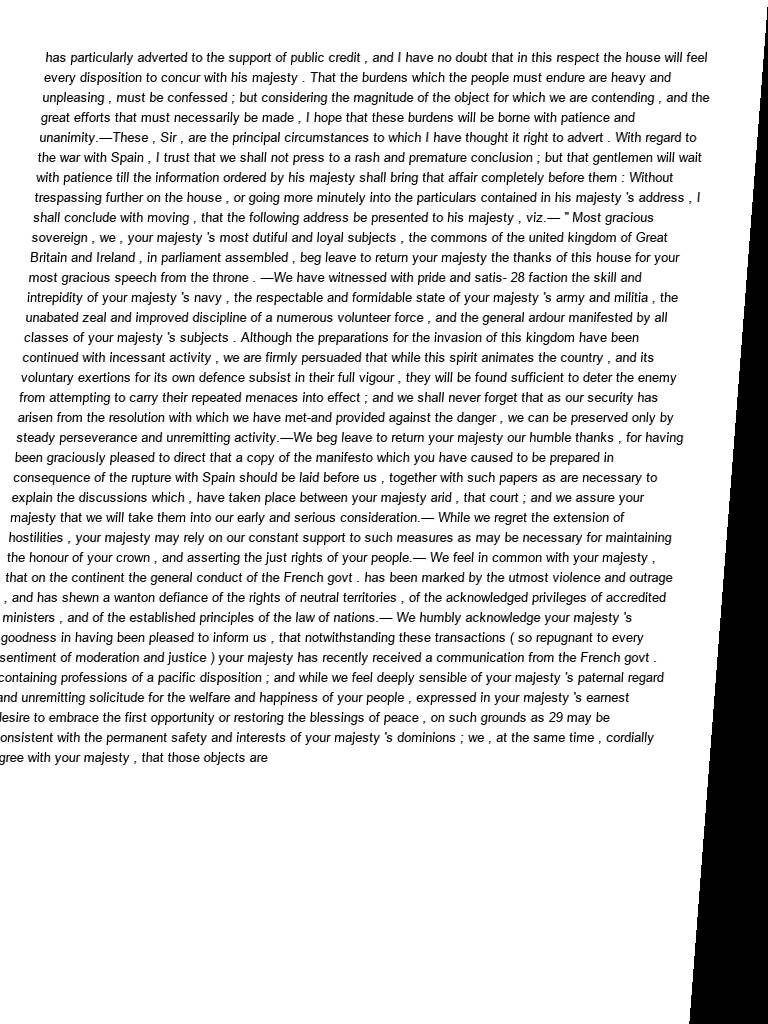 has particularly adverted to the support of public credit , and I have no doubt that in this respect the house will feel
every disposition to concur with his majesty . That the burdens which the people must endure are heavy and
unpleasing , must be confessed ; but considering the magnitude of the object for which we are contending , and the
great efforts that must necessarily be made , I hope that these burdens will be borne with patience and
unanimity.—These , Sir , are the principal circumstances to which I have thought it right to advert . With regard to
the war with Spain , I trust that we shall not press to a rash and premature conclusion ; but that gentlemen will wait
with patience till the information ordered by his majesty shall bring that affair completely before them : Without
trespassing further on the house , or going more minutely into the particulars contained in his majesty 's address , I
shall conclude with moving , that the following address be presented to his majesty , viz.— " Most gracious
sovereign , we , your majesty 's most dutiful and loyal subjects , the commons of the united kingdom of Great
Britain and Ireland , in parliament assembled , beg leave to return your majesty the thanks of this house for your
most gracious speech from the throne . —We have witnessed with pride and satis- 28 faction the skill and
intrepidity of your majesty 's navy , the respectable and formidable state of your majesty 's army and militia , the
unabated zeal and improved discipline of a numerous volunteer force , and the general ardour manifested by all
classes of your majesty 's subjects . Although the preparations for the invasion of this kingdom have been
continued with incessant activity , we are firmly persuaded that while this spirit animates the country , and its
voluntary exertions for its own defence subsist in their full vigour , they will be found sufficient to deter the enemy
from attempting to carry their repeated menaces into effect ; and we shall never forget that as our security has
arisen from the resolution with which we have met-and provided against the danger , we can be preserved only by
steady perseverance and unremitting activity.—We beg leave to return your majesty our humble thanks , for having
been graciously pleased to direct that a copy of the manifesto which you have caused to be prepared in
consequence of the rupture with Spain should be laid before us , together with such papers as are necessary to
explain the discussions which , have taken place between your majesty arid , that court ; and we assure your
majesty that we will take them into our early and serious consideration.— While we regret the extension of
hostilities , your majesty may rely on our constant support to such measures as may be necessary for maintaining
the honour of your crown , and asserting the just rights of your people.— We feel in common with your majesty ,
that on the continent the general conduct of the French govt . has been marked by the utmost violence and outrage
, and has shewn a wanton defiance of the rights of neutral territories , of the acknowledged privileges of accredited
ministers , and of the established principles of the law of nations.— We humbly acknowledge your majesty 's
goodness in having been pleased to inform us , that notwithstanding these transactions ( so repugnant to every
sentiment of moderation and justice ) your majesty has recently received a communication from the French govt .
containing professions of a pacific disposition ; and while we feel deeply sensible of your majesty 's paternal regard
and unremitting solicitude for the welfare and happiness of your people , expressed in your majesty 's earnest
desire to embrace the first opportunity or restoring the blessings of peace , on such grounds as 29 may be
onsistent with the permanent safety and interests of your majesty 's dominions ; we , at the same time , cordially
gree with your majesty , that those objects are